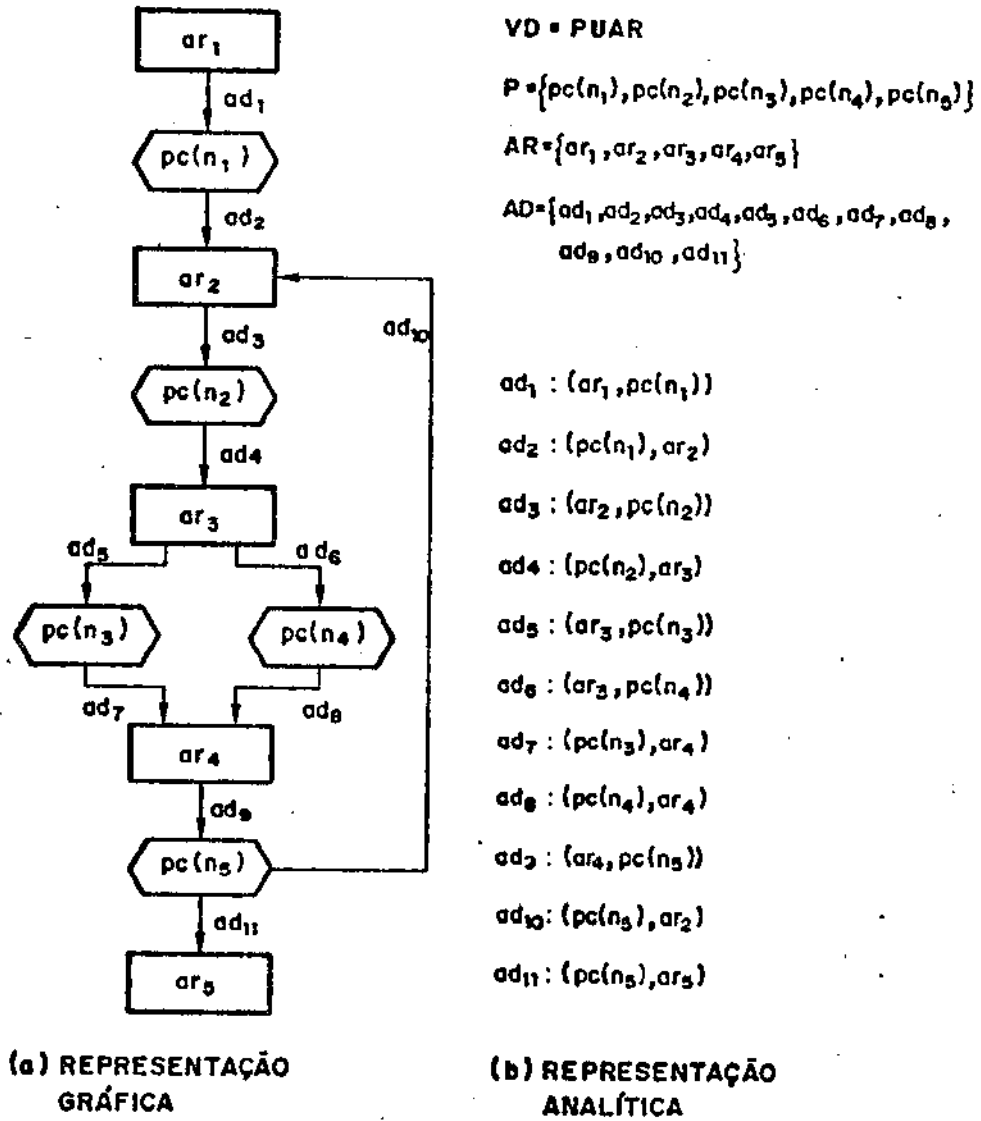 ar₁
ad₁
pc(n₁)
ad₂
ar₂
ad₁₀
ad₃
pc(n₂)
ad4
ar₃
ad₅
ad₆
pc(n₃)
pc(n₄)
ad₇
ad₈
ar₄
ad₉
pc(n₅)
ad₁₁
ar₅
(a) REPRESENTAÇÃO
GRÁFICA
VD = PUAR
P={pc(n₁),pc(n₂),pc(n₃),pc(n₄),pc(n₅)}
AR={ar₁,ar₂,ar₃,ar₄,ar₅}
AD={ad₁,ad₂,ad₃,ad₄,ad₅,ad₆,ad₇,ad₈,
ad₉,ad₁₀,ad₁₁}
ad₁ : (ar₁,pc(n₁))
ad₂ : (pc(n₁),ar₂)
ad₃ : (ar₂,pc(n₂))
ad4 : (pc(n₂),ar₃)
ad₅ : (ar₃,pc(n₃))
ad₆ : (ar₃,pc(n₄))
ad₇ : (pc(n₃),ar₄)
ad₈ : (pc(n₄),ar₄)
ad₉ : (ar₄,pc(n₅))
ad₁₀: (pc(n₅),ar₂)
ad₁₁: (pc(n₅),ar₅)
(b) REPRESENTAÇÃO
ANALÍTICA